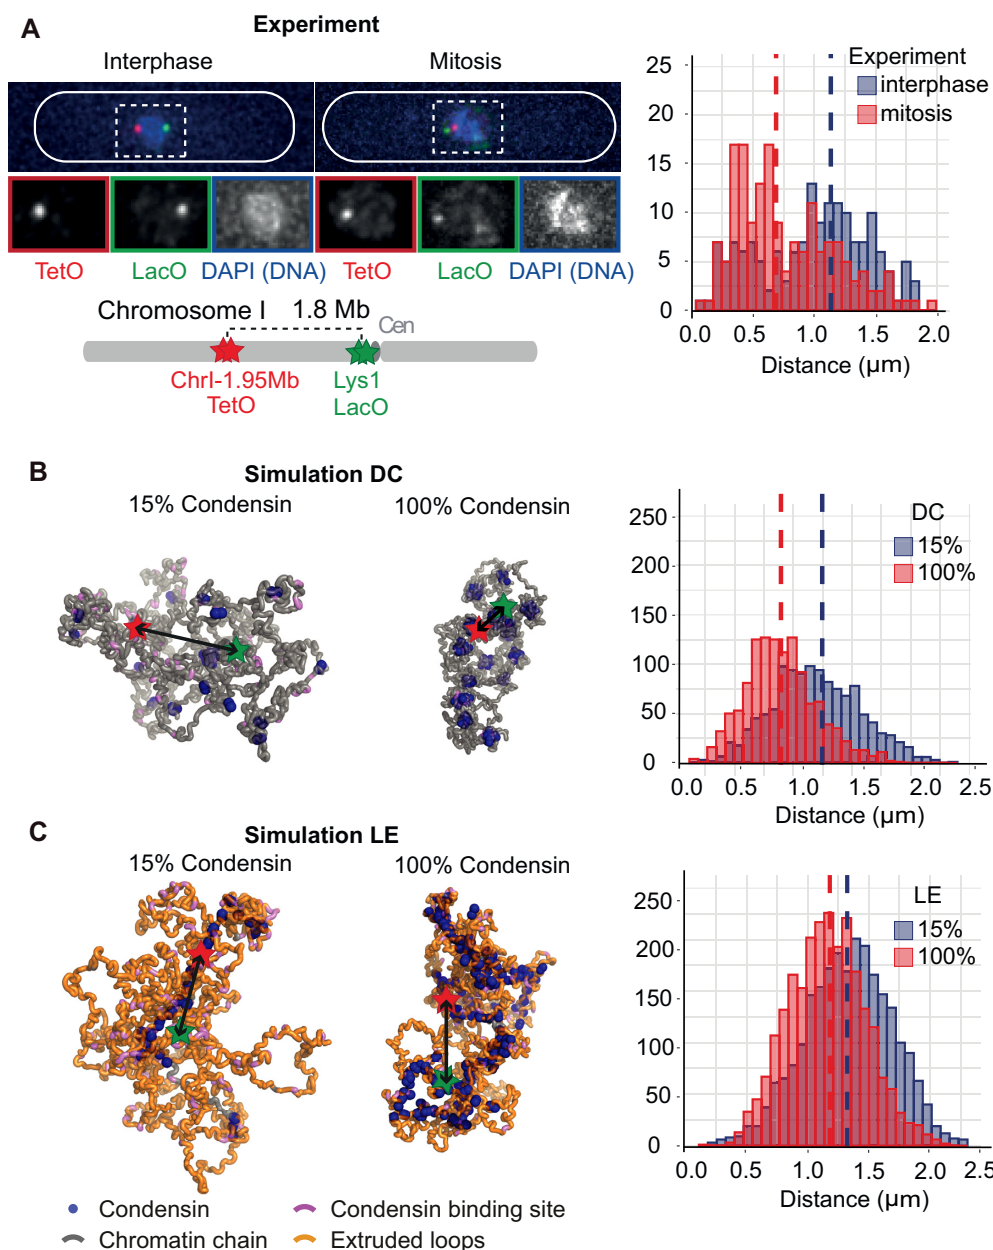 A
Experiment
Interphase
Mitosis
TetO
LacO
DAPI (DNA)
TetO
LacO
DAPI (DNA)
Chromosome I
1.8 Mb
Cen
ChrI-1.95Mb
TetO
Lys1
LacO
25
20
15
10
5
0
Experiment
interphase
mitosis
0.0 0.5 1.0 1.5 2.0
Distance (µm)
B
Simulation DC
15% Condensin
100% Condensin
250
200
150
100
50
0
DC
15%
100%
0.5 1.0 1.5 2.0 2.5
Distance (µm)
C
Simulation LE
15% Condensin
100% Condensin
250
200
150
100
50
0
LE
15%
100%
0.0 0.5 1.0 1.5 2.0 2.5
Distance (µm)
Condensin
Condensin binding site
Chromatin chain
Extruded loops